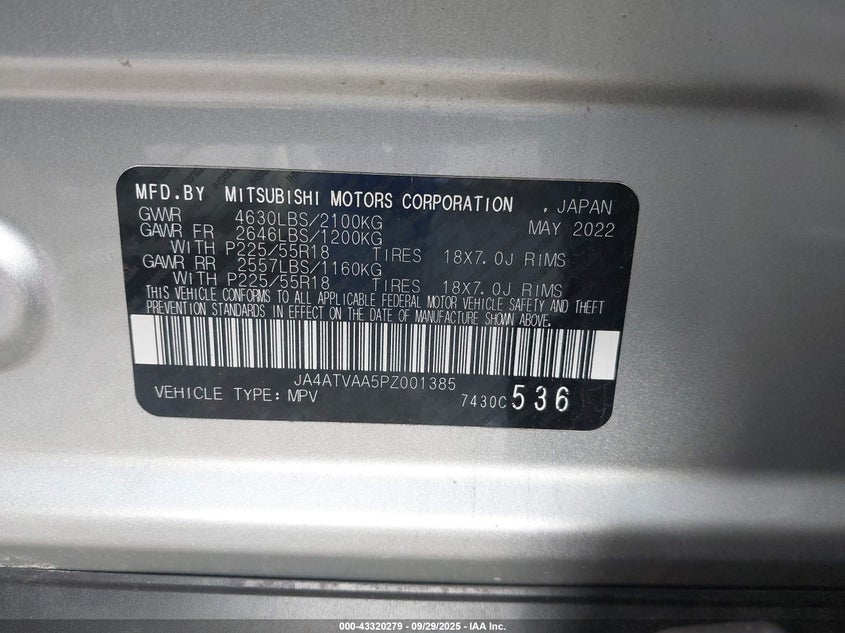 MFD.BY MITSUBISHI MOTORS CORPORATION , JAPAN
GVWR 4630LBS/2100KG MAY 2022
GAWR FR 2646LBS/1200KG
WITH P225/55R18 TIRES 18X7.0J RIMS
GAWR RR 2557LBS/1160KG
WITH P225/55R18 TIRES 18X7.0J RIMS
THIS VEHICLE CONFORMS TO ALL APPLICABLE FEDERAL MOTOR VEHICLE SAFETY AND THEFT
PREVENTION STANDARDS IN EFFECT ON THE DATE OF MANUFACTURE SHOWN ABOVE.
JA4ATVAA5PZ001385
VEHICLE TYPE: MPV 7430C536
000-43320279 - 09/29/2025 - IAA Inc.